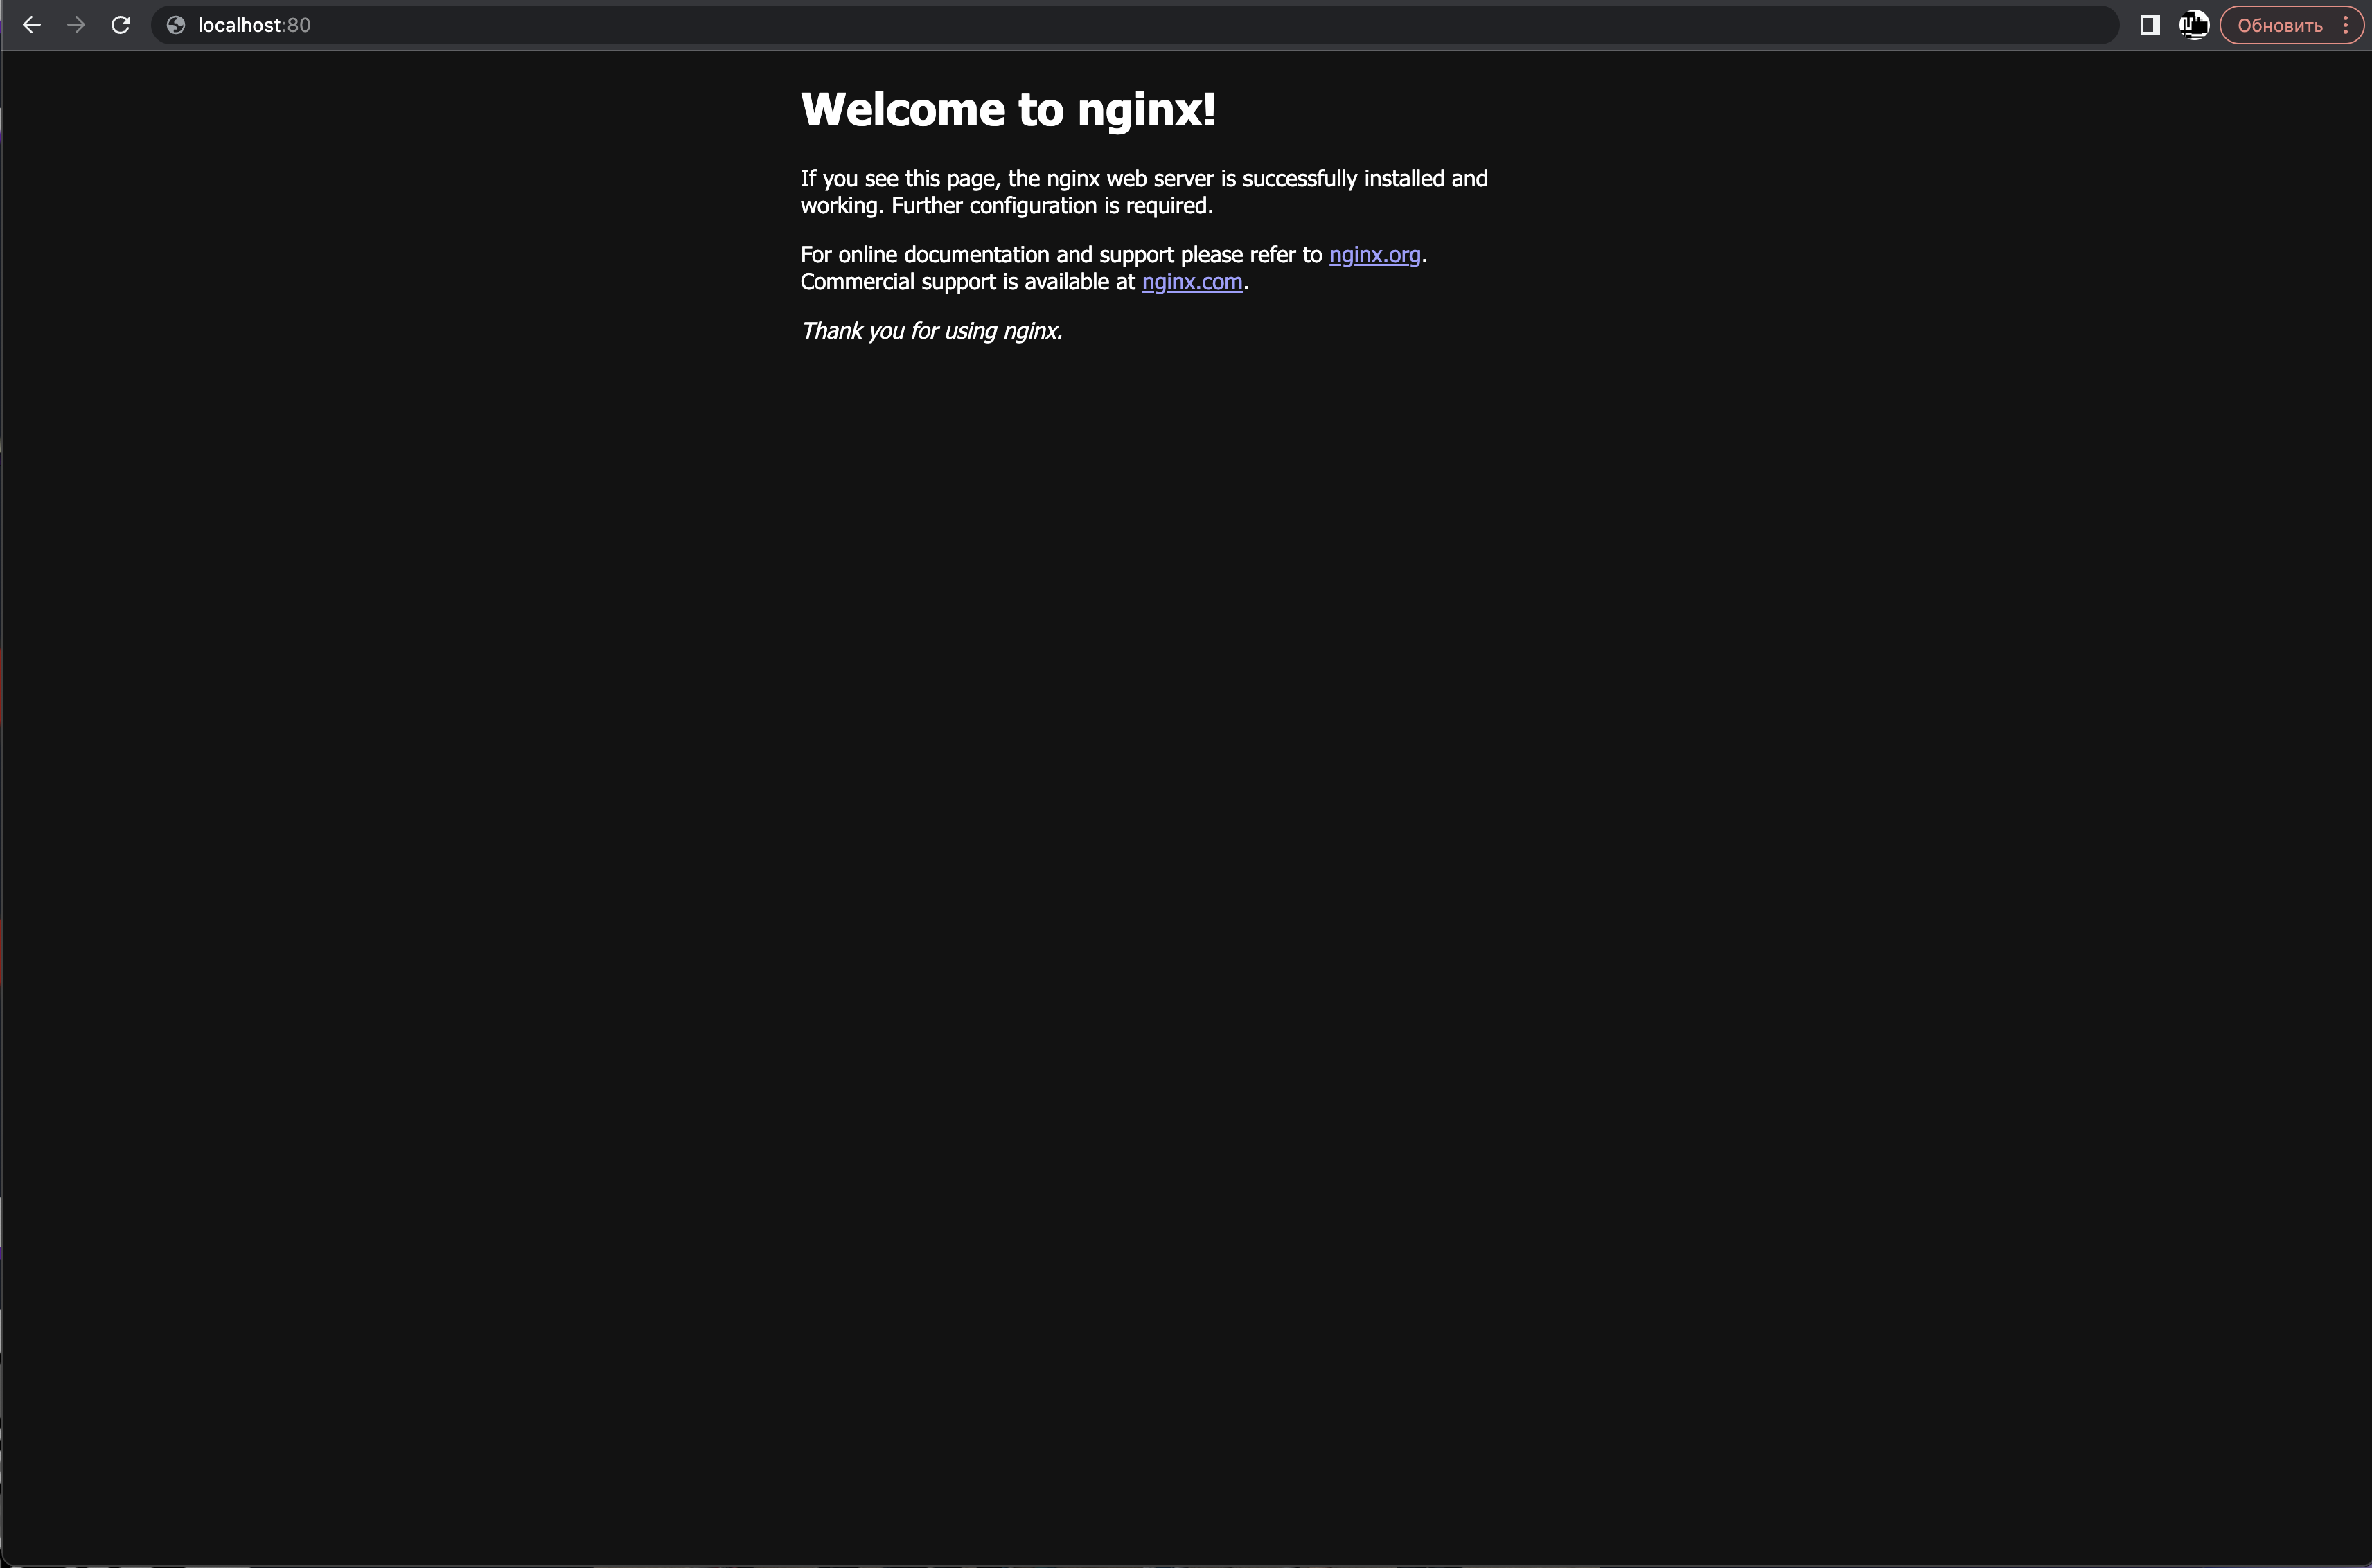 localhost:80
Обновить
Welcome to nginx!
If you see this page, the nginx web server is successfully installed and
working. Further configuration is required.
For online documentation and support please refer to nginx.org.
Commercial support is available at nginx.com.
Thank you for using nginx.